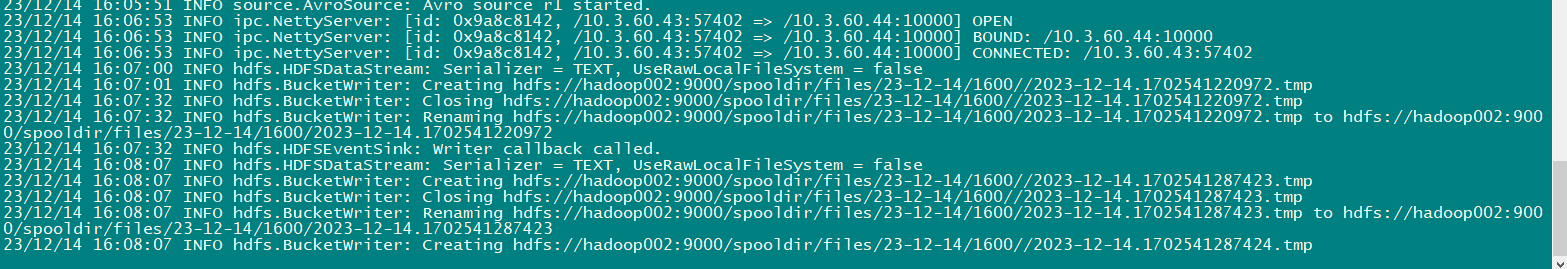 23/12/14 16:05:51 INFO source.AvroSource: Avro source r1 started.
23/12/14 16:06:53 INFO ipc.NettyServer: [id: 0x9a8c8142, /10.3.60.43:57402 => /10.3.60.44:10000] OPEN
23/12/14 16:06:53 INFO ipc.NettyServer: [id: 0x9a8c8142, /10.3.60.43:57402 => /10.3.60.44:10000] BOUND: /10.3.60.44:10000
23/12/14 16:06:53 INFO ipc.NettyServer: [id: 0x9a8c8142, /10.3.60.43:57402 => /10.3.60.44:10000] CONNECTED: /10.3.60.43:57402
23/12/14 16:07:00 INFO hdfs.HDFSDataStream: Serializer = TEXT, UseRawLocalFileSystem = false
23/12/14 16:07:01 INFO hdfs.BucketWriter: Creating hdfs://hadoop002:9000/spooldir/files/23-12-14/1600//2023-12-14.1702541220972.tmp
23/12/14 16:07:32 INFO hdfs.BucketWriter: Closing hdfs://hadoop002:9000/spooldir/files/23-12-14/1600//2023-12-14.1702541220972.tmp
23/12/14 16:07:32 INFO hdfs.BucketWriter: Renaming hdfs://hadoop002:9000/spooldir/files/23-12-14/1600/2023-12-14.1702541220972.tmp to hdfs://hadoop002:900
0/spooldir/files/23-12-14/1600/2023-12-14.1702541220972
23/12/14 16:07:32 INFO hdfs.HDFSEventSink: Writer callback called.
23/12/14 16:08:07 INFO hdfs.HDFSDataStream: Serializer = TEXT, UseRawLocalFileSystem = false
23/12/14 16:08:07 INFO hdfs.BucketWriter: Creating hdfs://hadoop002:9000/spooldir/files/23-12-14/1600//2023-12-14.1702541287423.tmp
23/12/14 16:08:07 INFO hdfs.BucketWriter: Closing hdfs://hadoop002:9000/spooldir/files/23-12-14/1600//2023-12-14.1702541287423.tmp
23/12/14 16:08:07 INFO hdfs.BucketWriter: Renaming hdfs://hadoop002:9000/spooldir/files/23-12-14/1600/2023-12-14.1702541287423.tmp to hdfs://hadoop002:900
0/spooldir/files/23-12-14/1600/2023-12-14.1702541287423
23/12/14 16:08:07 INFO hdfs.BucketWriter: Creating hdfs://hadoop002:9000/spooldir/files/23-12-14/1600//2023-12-14.1702541287424.tmp